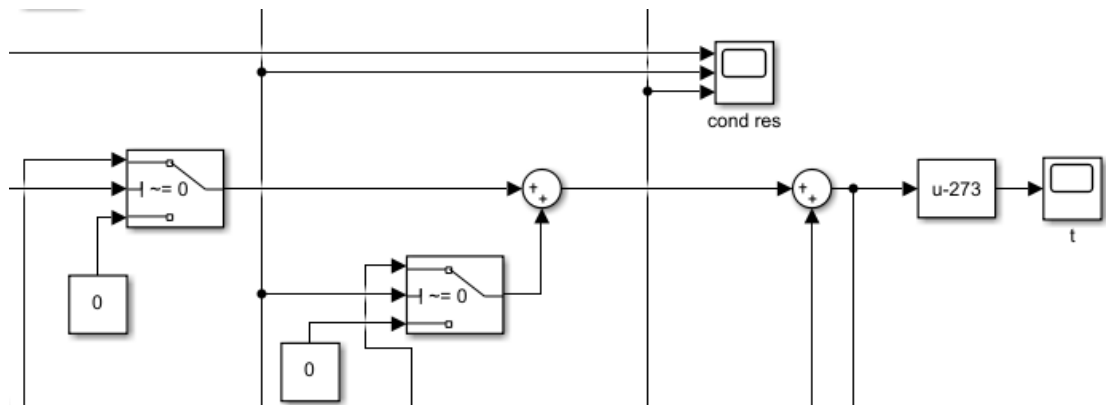 cond res
~= 0
+
+
+
+
u-273
t
~= 0
0
0